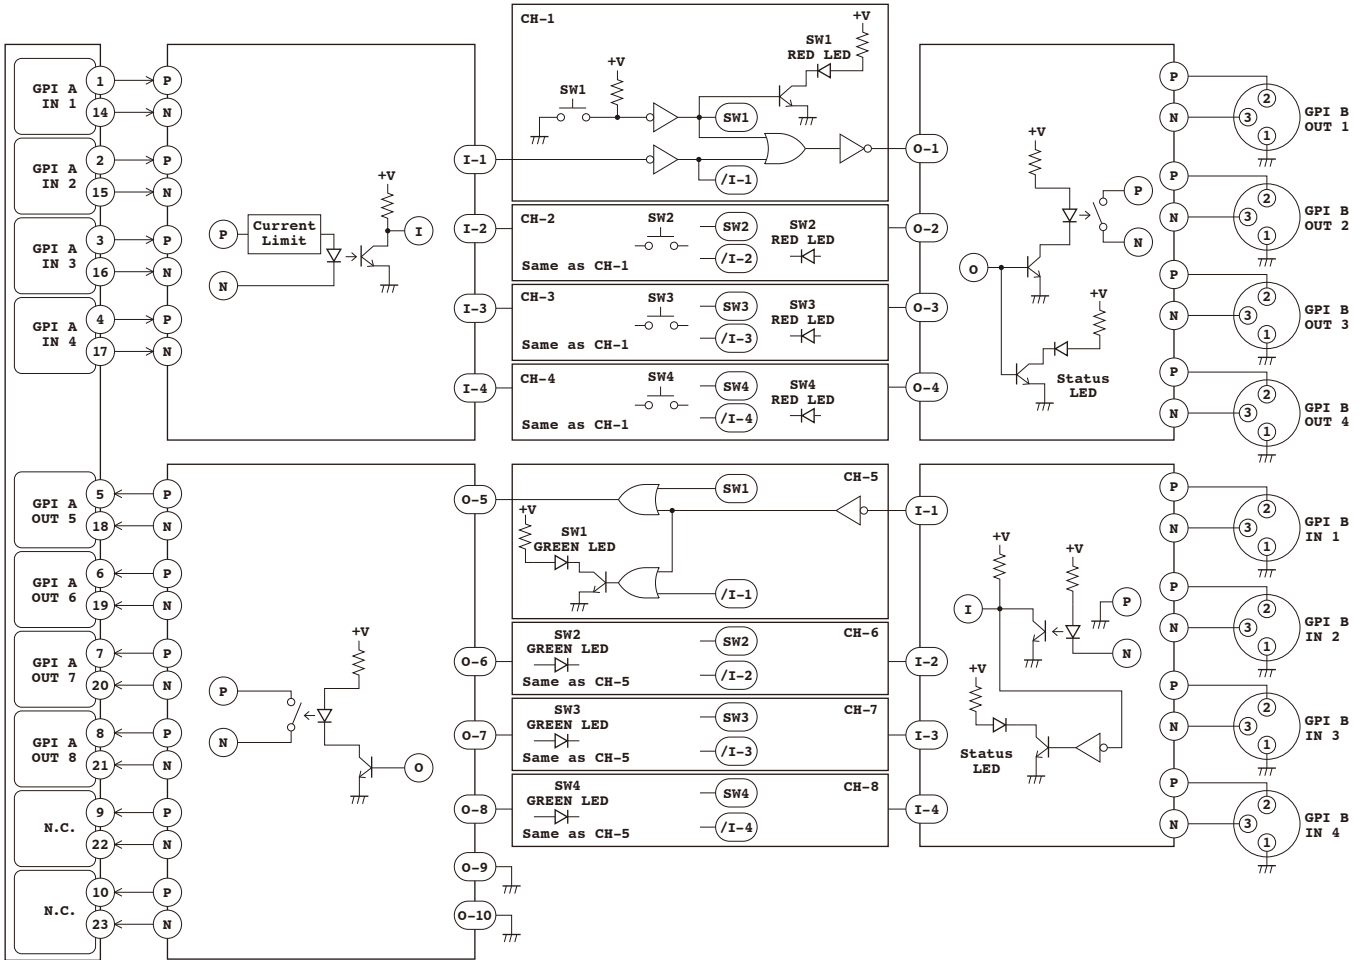 GPI A
IN 1
1
14
P
N
GPI A
IN 2
2
15
P
N
GPI A
IN 3
3
16
P
N
GPI A
IN 4
4
17
P
N
P
N
Current
Limit
+V
I
I-1
I-2
I-3
I-4
CH-1
SW1
+V
SW1
RED LED
+V
SW1
/I-1
CH-2
SW2
SW2
/I-2
SW2
RED LED
Same as CH-1
CH-3
SW3
SW3
/I-3
SW3
RED LED
Same as CH-1
CH-4
SW4
SW4
/I-4
SW4
RED LED
Same as CH-1
O-1
O-2
O-3
O-4
+V
P
N
O
+V
Status
LED
P
N
2
3
1
GPI B
OUT 1
P
N
2
3
1
GPI B
OUT 2
P
N
2
3
1
GPI B
OUT 3
P
N
2
3
1
GPI B
OUT 4
GPI A
OUT 5
5
18
P
N
GPI A
OUT 6
6
19
P
N
GPI A
OUT 7
7
20
P
N
GPI A
OUT 8
8
21
P
N
N.C.
9
22
P
N
N.C.
10
23
P
N
P
N
+V
O
O-5
O-6
O-7
O-8
O-9
O-10
CH-5
SW1
+V
SW1
GREEN LED
/I-1
CH-6
SW2
GREEN LED
Same as CH-5
SW2
/I-2
CH-7
SW3
GREEN LED
Same as CH-5
SW3
/I-3
CH-8
SW4
GREEN LED
Same as CH-5
SW4
/I-4
I-1
I-2
I-3
I-4
+V
+V
I
P
N
+V
Status
LED
P
N
2
3
1
GPI B
IN 1
P
N
2
3
1
GPI B
IN 2
P
N
2
3
1
GPI B
IN 3
P
N
2
3
1
GPI B
IN 4